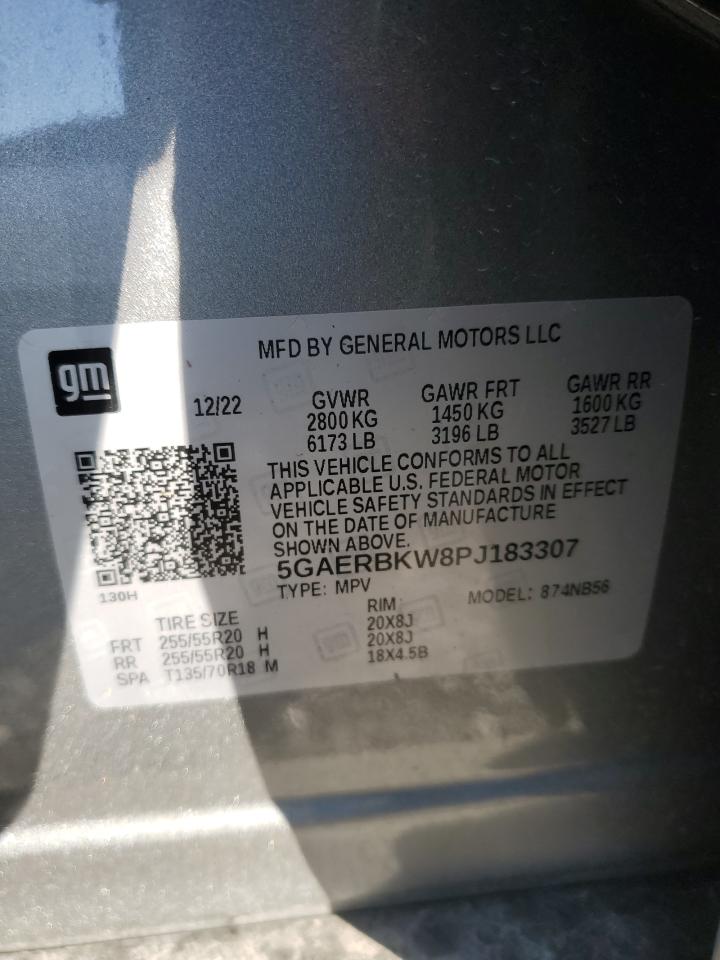 MFD BY GENERAL MOTORS LLC
gm
12/22
GVWR
2800 KG
6173 LB
GAWR FRT
1450 KG
3196 LB
GAWR RR
1600 KG
3527 LB
THIS VEHICLE CONFORMS TO ALL
APPLICABLE U.S. FEDERAL MOTOR
VEHICLE SAFETY STANDARDS IN EFFECT
ON THE DATE OF MANUFACTURE
SHOWN ABOVE.
5GAERBKW8PJ183307
130H
TYPE: MPV
MODEL: 874NB56
TIRE SIZE
RIM:
FRT 255/55R20 H 20X8J
RR 255/55R20 H 20X8J
SPA T135/70R18 M 18X4.5B